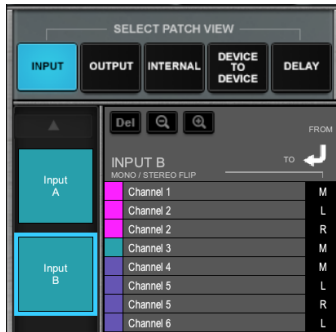 SELECT PATCH VIEW
INPUT
OUTPUT
INTERNAL
DEVICE
TO
DEVICE
DELAY
Del
FROM
INPUT B
TO
MONO / STEREO FLIP
Input
A
Input
B
Channel 1 M
Channel 2 L
Channel 2 R
Channel 3 M
Channel 4 M
Channel 5 L
Channel 5 R
Channel 6 L